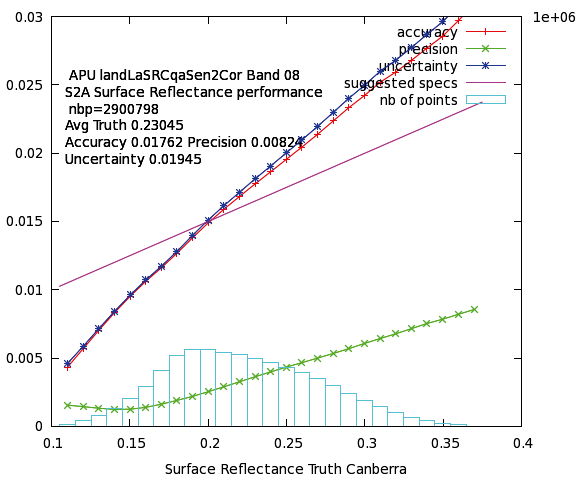 0.03
1e+06
accuracy
precision
APU landLaSRCqaSen2Cor Band 08
uncertainty
0.025
suggested specs
S2A Surface Reflectance performance
nb of points
nbp=2900798
Avg Truth 0.23045
Accuracy 0.01762 Precision 0.00824
0.02
Uncertainty 0.01945
0.015
0.01
0.005
0
0.1
0.15
0.2
0.25
0.3
0.35
0.4
Surface Reflectance Truth Canberra